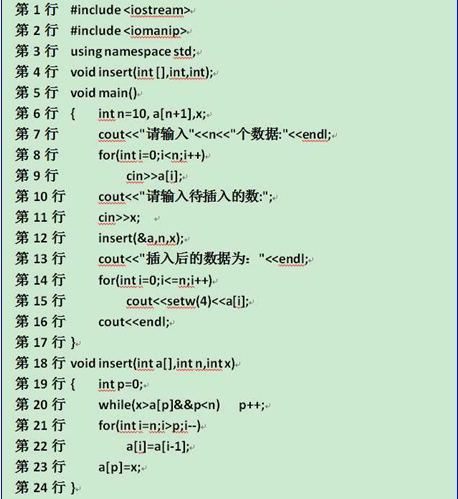 第 1 行 #include <iostream>
第 2 行 #include <iomanip>
第 3 行 using namespace std;
第 4 行 void insert(int [],int,int);
第 5 行 void main()
第 6 行 { int n=10, a[n+1],x;
第 7 行 cout<<"请输入"<<n<<"个数据:"<<endl;
第 8 行 for(int i=0;i<n;i++)
第 9 行 cin>>a[i];
第 10 行 cout<<"请输入待插入的数:";
第 11 行 cin>>x;
第 12 行 insert(&a,n,x);
第 13 行 cout<<"插入后的数据为："<<endl;
第 14 行 for(int i=0;i<=n;i++)
第 15 行 cout<<setw(4)<<a[i];
第 16 行 cout<<endl;
第 17 行 }
第 18 行 void insert(int a[],int n,int x)
第 19 行 { int p=0;
第 20 行 while(x>a[p]&&p<n) p++;
第 21 行 for(int i=n;i>p;i--)
第 22 行 a[i]=a[i-1];
第 23 行 a[p]=x;
第 24 行 }